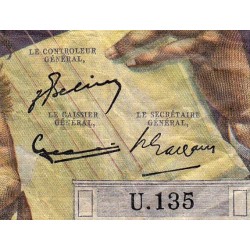 LE CONTROLEUR
GÉNÉRAL,
LE CAISSIER
GÉNÉRAL,
LE SECRÉTAIRE
GÉNÉRAL,
U.135